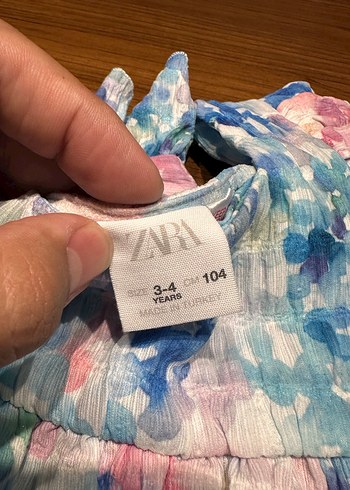 ZARA
SIZE 3-4 YEARS CM 104
MADE IN TURKEY